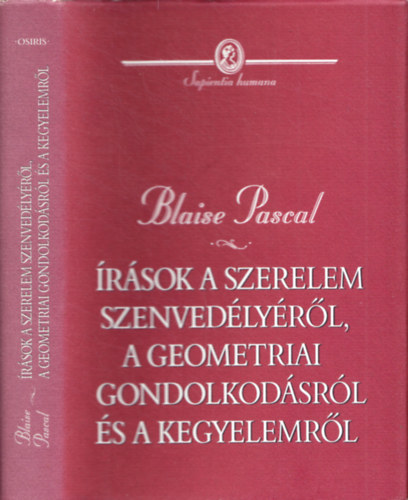 ·OSIRIS·
ÍRÁSOK A SZERELEM SZENVEDÉLYÉRŐL,
A GEOMETRIAI GONDOLKODÁSRÓL ÉS A KEGYELEMRŐL
Blaise
Pascal
Sapientia humana
Blaise Pascal
ÍRÁSOK A SZERELEM
SZENVEDÉLYÉRŐL,
A GEOMETRIAI
GONDOLKODÁSRÓL
ÉS A KEGYELEMRŐL